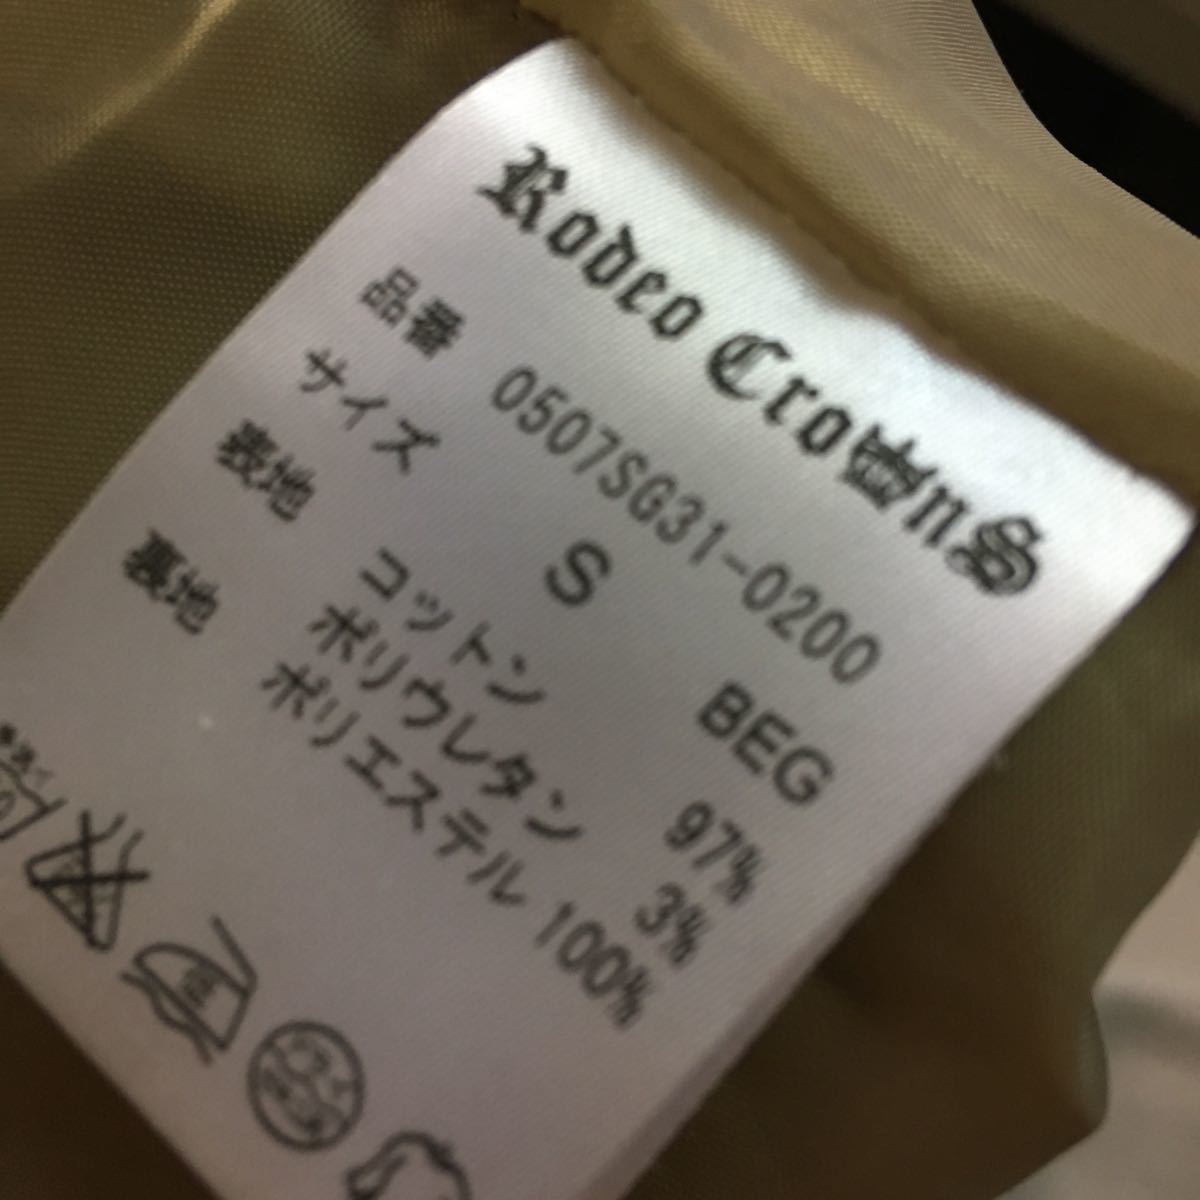 Rodeo Crowns
品番 0507SG31-0200
サイズ S BEG
表地 コットン 97%
ポリウレタン 3%
裏地 ポリエステル 100%